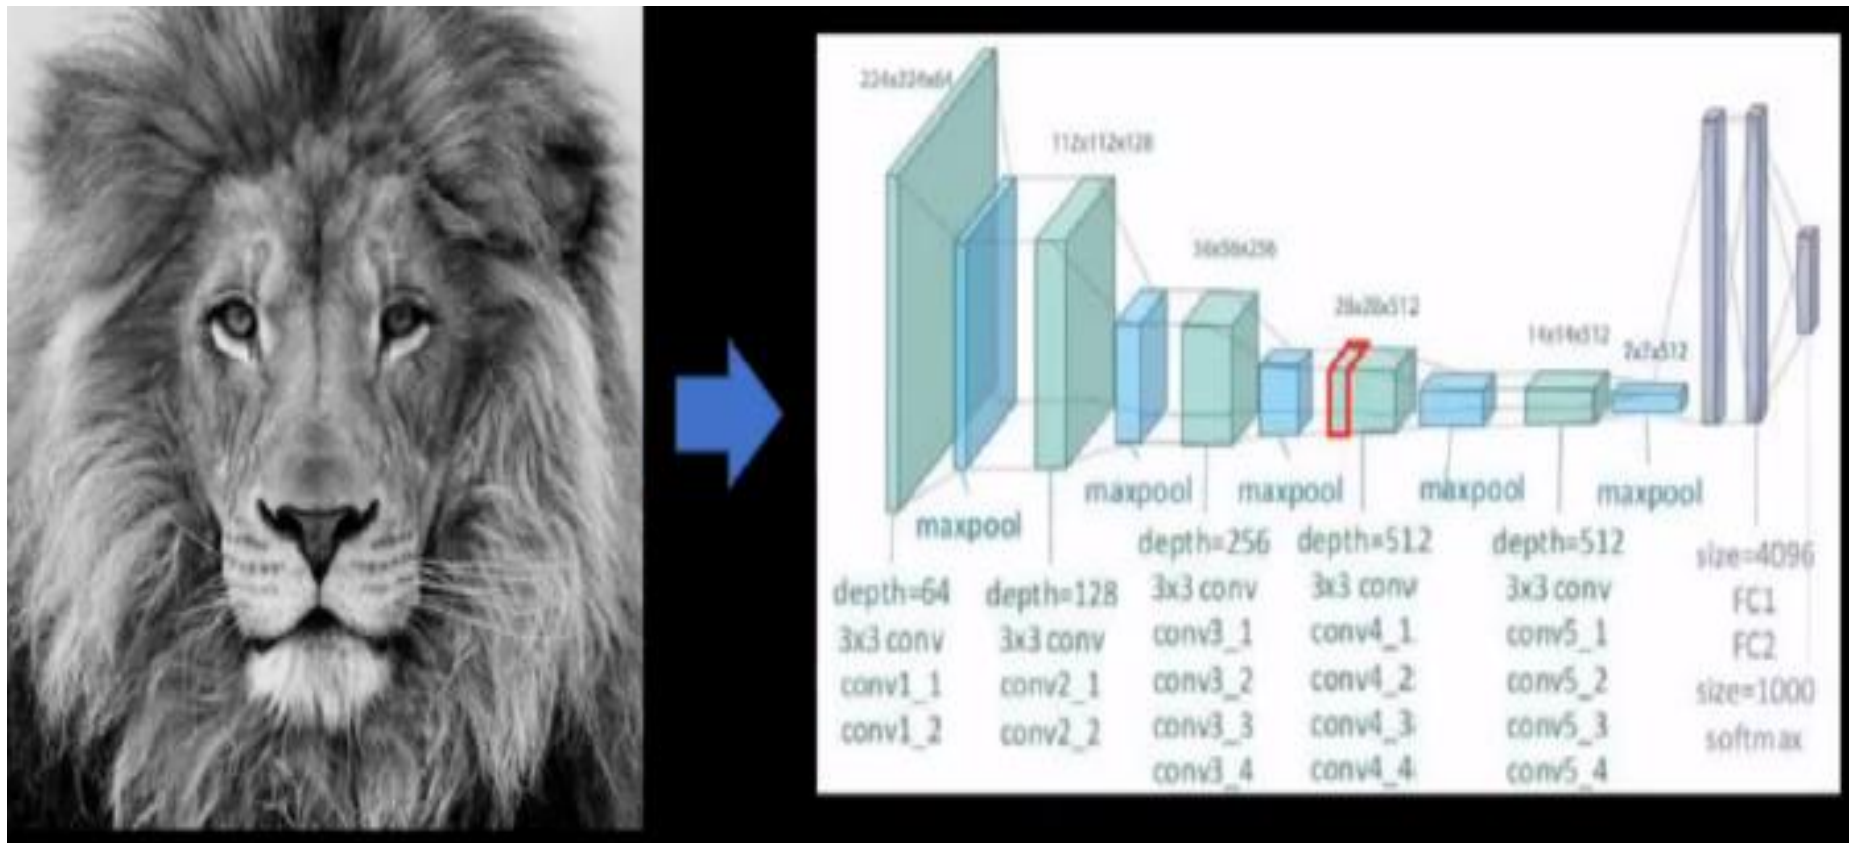 224x224x64
112x112x128
56x56x256
28x28x512
14x14x512
7x7x512
maxpool
maxpool
maxpool
maxpool
maxpool
depth=64
3x3 conv
conv1_1
conv1_2
depth=128
3x3 conv
conv2_1
conv2_2
depth=256
3x3 conv
conv3_1
conv3_2
conv3_3
conv3_4
depth=512
3x3 conv
conv4_1
conv4_2
conv4_3
conv4_4
depth=512
3x3 conv
conv5_1
conv5_2
conv5_3
conv5_4
size=4096
FC1
FC2
size=1000
softmax